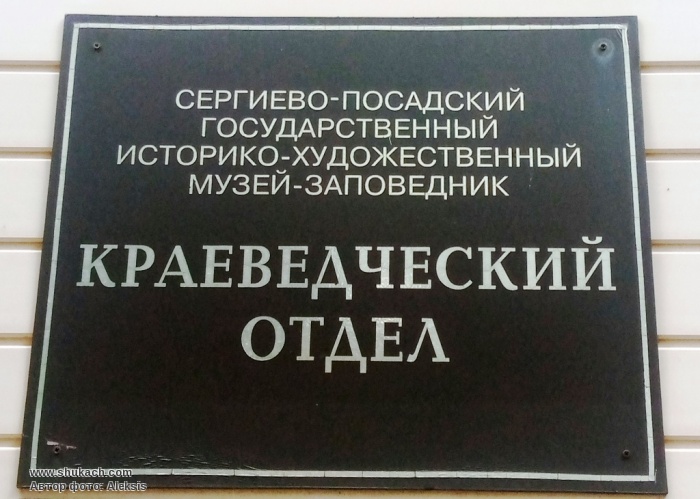 СЕРГИЕВО-ПОСАДСКИЙ
ГОСУДАРСТВЕННЫЙ
ИСТОРИКО-ХУДОЖЕСТВЕННЫЙ
МУЗЕЙ-ЗАПОВЕДНИК
КРАЕВЕДЧЕСКИЙ
ОТДЕЛ
www.shukach.com
Автор фото: Aleksis